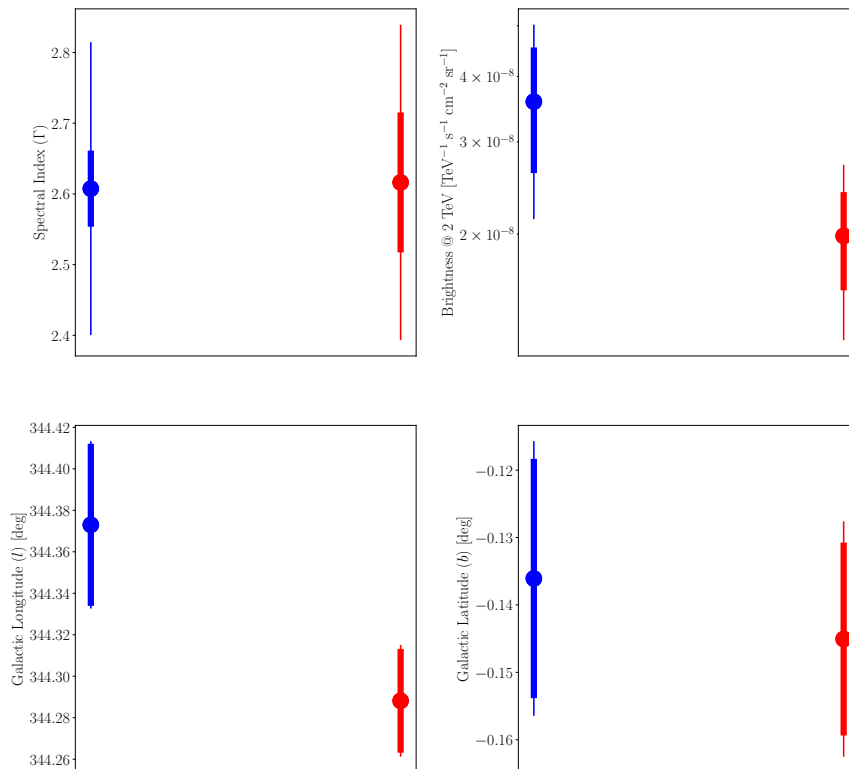 Spectral Index (Γ)
2.8
2.7
2.6
2.5
2.4
Brightness @ 2 TeV [TeV⁻¹ s⁻¹ cm⁻² sr⁻¹]
4 × 10⁻⁸
3 × 10⁻⁸
2 × 10⁻⁸
Galactic Longitude (l) [deg]
344.42
344.40
344.38
344.36
344.34
344.32
344.30
344.28
344.26
Galactic Latitude (b) [deg]
−0.12
−0.13
−0.14
−0.15
−0.16